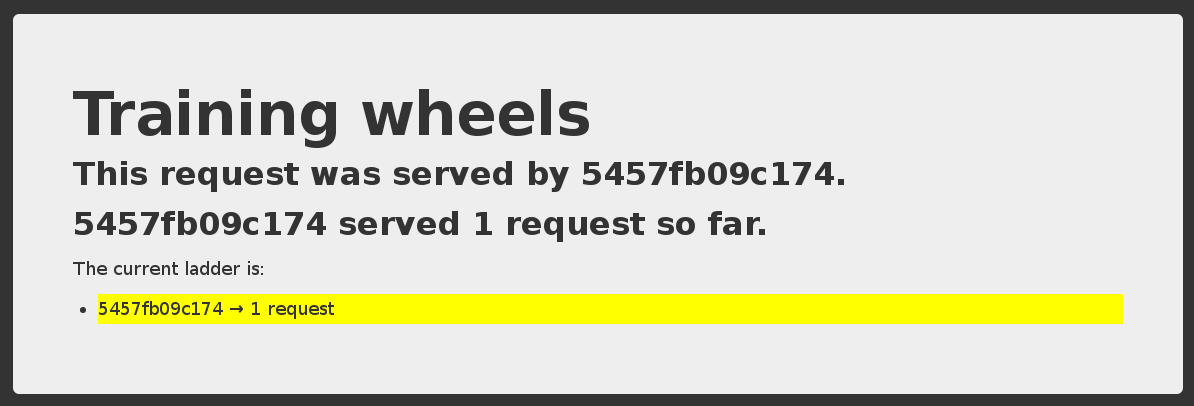 Training wheels
This request was served by 5457fb09c174.
5457fb09c174 served 1 request so far.
The current ladder is:
• 5457fb09c174 → 1 request